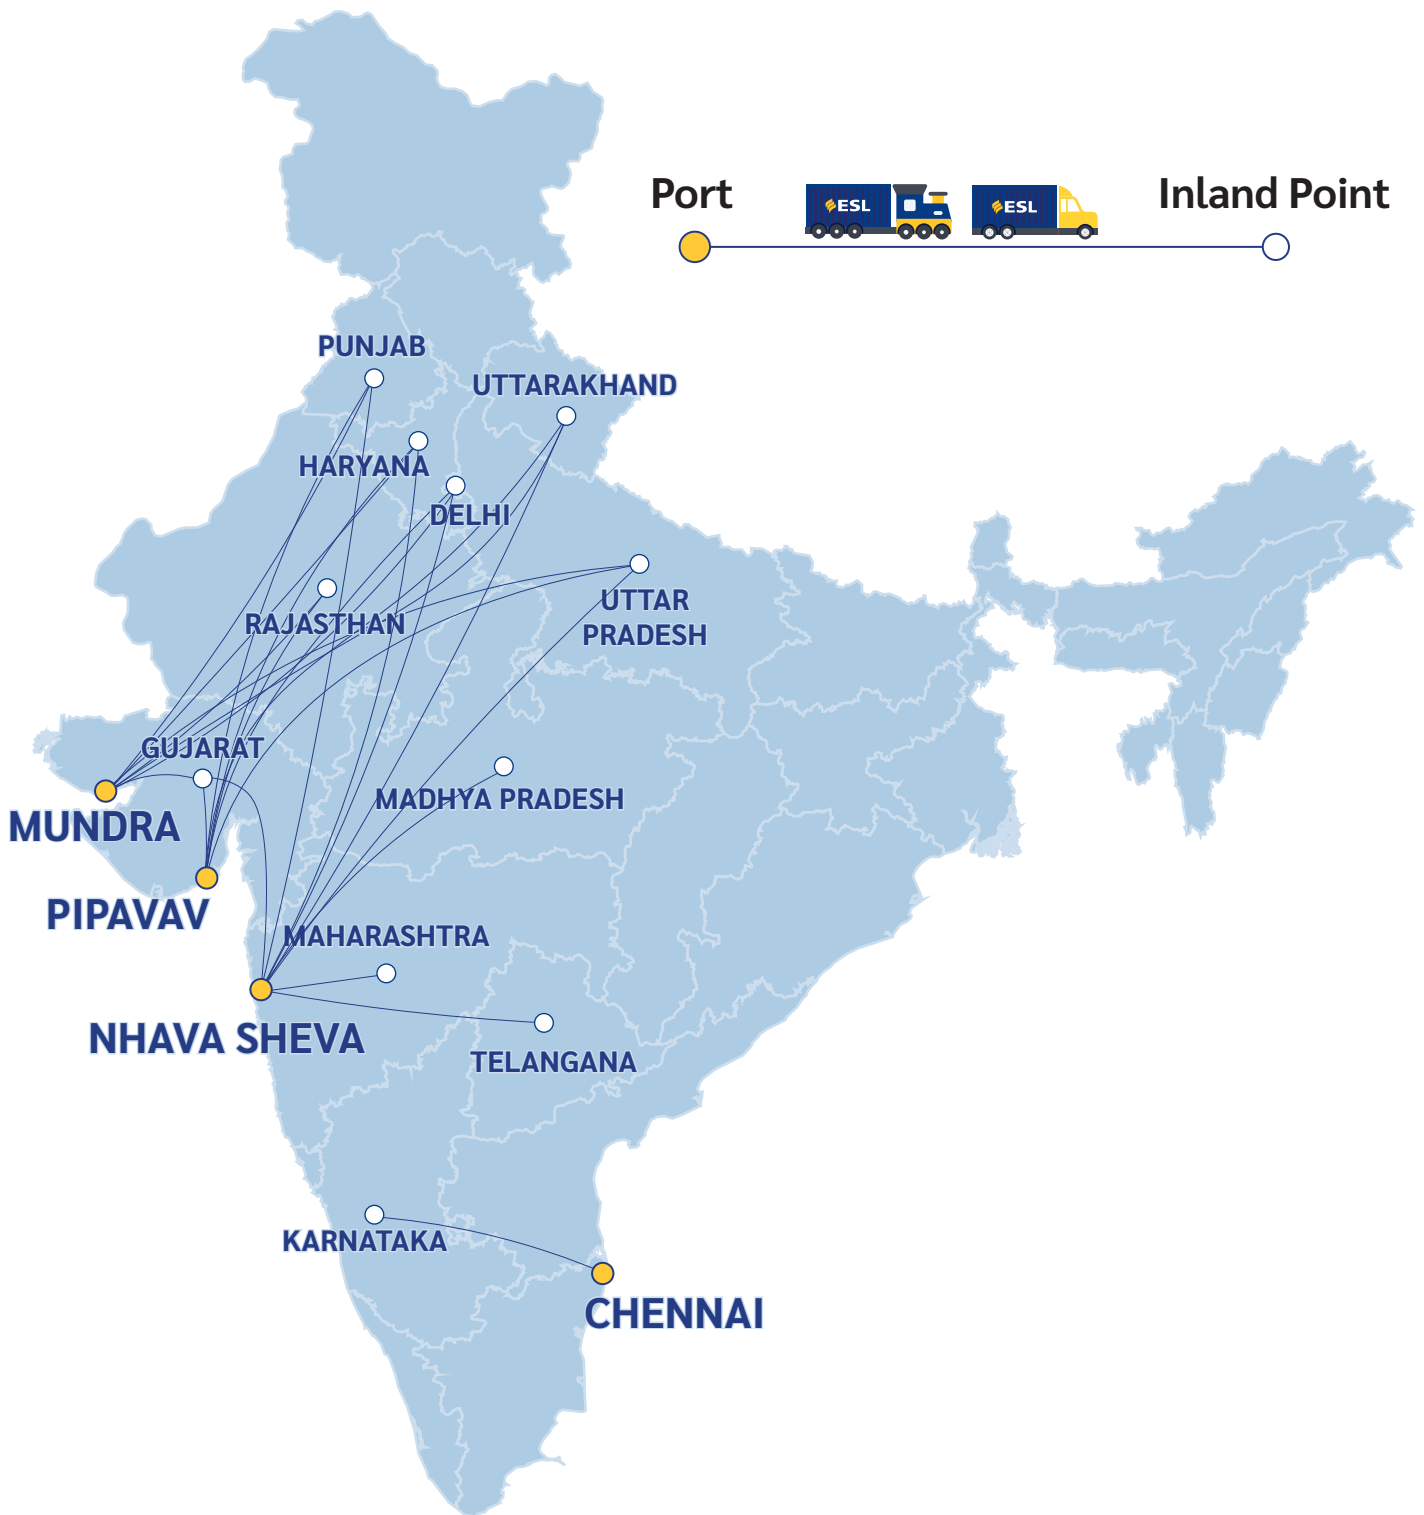 Port
ESL
ESL
Inland Point
PUNJAB
UTTARAKHAND
HARYANA
DELHI
RAJASTHAN
UTTAR
PRADESH
GUJARAT
MADHYA PRADESH
MUNDRA
PIPAVAV
MAHARASHTRA
NHAVA SHEVA
TELANGANA
KARNATAKA
CHENNAI